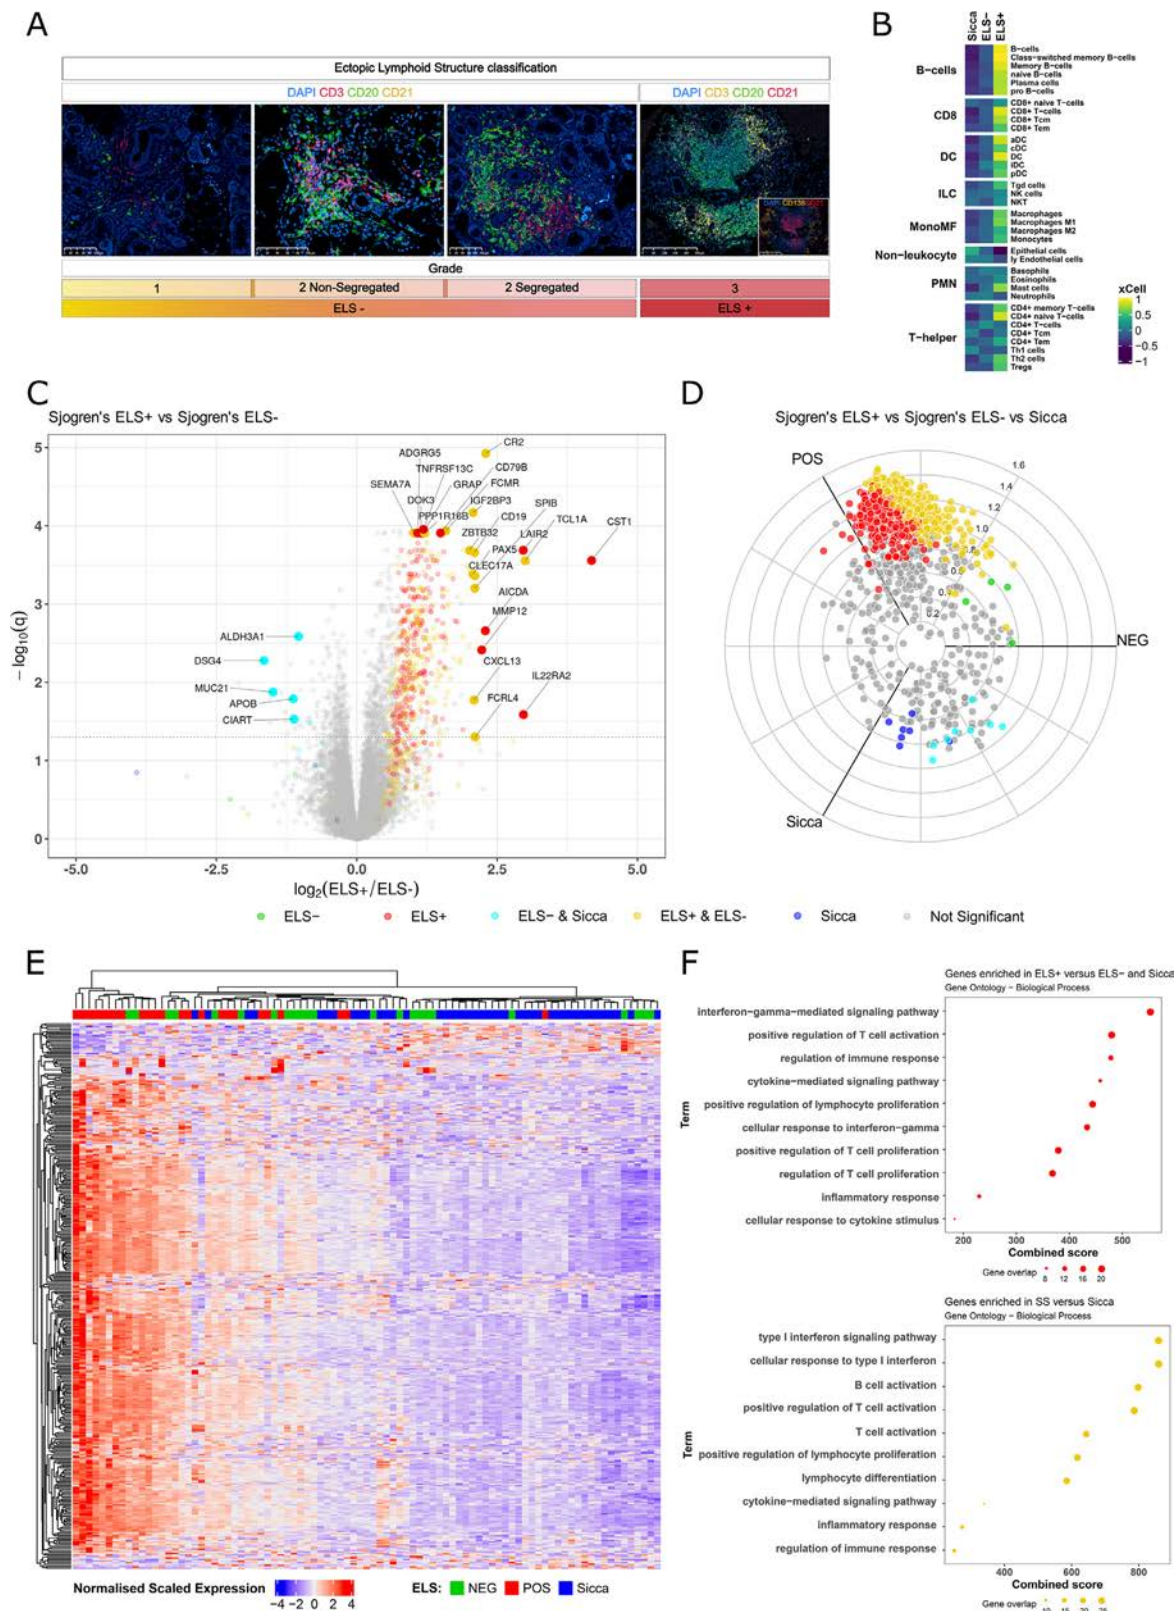 A
Ectopic Lymphoid Structure classification
DAPI CD3 CD20 CD21
DAPI CD3 CD20 CD21
DAPI CD138 CD21
Grade
1
2 Non-Segregated
2 Segregated
3
ELS -
ELS +
B
Sicca
ELS-
ELS+
B-cells
B-cells
Class-switched memory B-cells
Memory B-cells
naive B-cells
Plasma cells
pro B-cells
CD8
CD8+ naive T-cells
CD8+ T-cells
CD8+ Tcm
CD8+ Tem
DC
aDC
cDC
DC
iDC
pDC
ILC
Tgd cells
NK cells
NKT
MonoMF
Macrophages
Macrophages M1
Macrophages M2
Monocytes
Non-leukocyte
Epithelial cells
ly Endothelial cells
PMN
Basophils
Eosinophils
Mast cells
Neutrophils
T-helper
CD4+ memory T-cells
CD4+ naive T-cells
CD4+ T-cells
CD4+ Tcm
CD4+ Tem
Th1 cells
Th2 cells
Tregs
xCell
1
0.5
0
−0.5
−1
C
Sjogren's ELS+ vs Sjogren's ELS-
−log10(q)
5
4
3
2
1
0
CR2
ADGRG5
TNFRSF13C
CD79B
SEMA7A
GRAP
FCMR
DOK3
IGF2BP3
SPIB
PPP1R16B
CD19
TCL1A
ZBTB32
LAIR2
CST1
PAX5
CLEC17A
AICDA
MMP12
ALDH3A1
DSG4
CXCL13
MUC21
IL22RA2
APOB
FCRL4
CIART
-5.0
-2.5
0.0
2.5
5.0
log2(ELS+/ELS-)
D
Sjogren's ELS+ vs Sjogren's ELS- vs Sicca
POS
1.6
1.4
1.2
1.0
0.8
0.6
0.4
0.2
NEG
Sicca
ELS−
ELS+
ELS− & Sicca
ELS+ & ELS-
Sicca
Not Significant
E
Normalised Scaled Expression
−4 −2 0 2 4
ELS:
NEG
POS
Sicca
F
Genes enriched in ELS+ versus ELS− and Sicca
Gene Ontology − Biological Process
Term
interferon-gamma-mediated signaling pathway
positive regulation of T cell activation
regulation of immune response
cytokine-mediated signaling pathway
positive regulation of lymphocyte proliferation
cellular response to interferon-gamma
positive regulation of T cell proliferation
regulation of T cell proliferation
inflammatory response
cellular response to cytokine stimulus
200 300 400 500
Combined score
Gene overlap
8 12 16 20
Genes enriched in SS versus Sicca
Gene Ontology − Biological Process
Term
type I interferon signaling pathway
cellular response to type I interferon
B cell activation
positive regulation of T cell activation
T cell activation
positive regulation of lymphocyte proliferation
lymphocyte differentiation
cytokine-mediated signaling pathway
inflammatory response
regulation of immune response
400 600 800
Combined score
Gene overlap
10 15 20 25